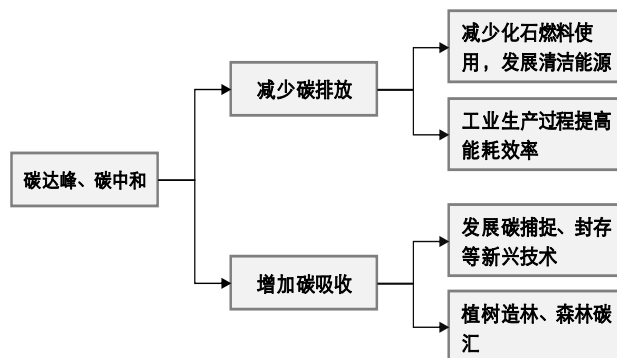 减少化石燃料使
用，发展清洁能源
减少碳排放
工业生产过程提高
能耗效率
碳达峰、碳中和
发展碳捕捉、封存
等新兴技术
增加碳吸收
植树造林、森林碳
汇